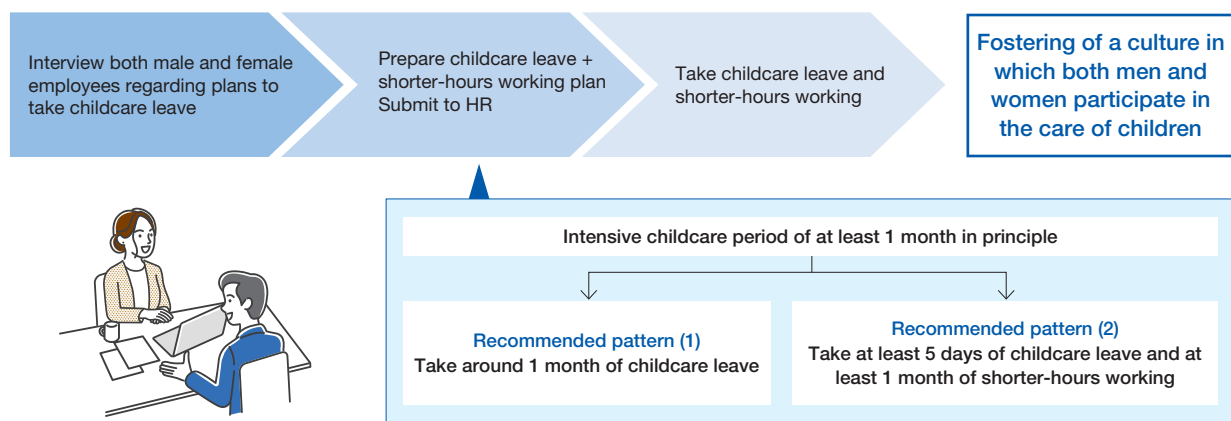 Interview both male and female
employees regarding plans to
take childcare leave
Prepare childcare leave +
shorter-hours working plan
Submit to HR
Take childcare leave and
shorter-hours working
Fostering of a culture in
which both men and
women participate in
the care of children
Intensive childcare period of at least 1 month in principle
Recommended pattern (1)
Take around 1 month of childcare leave
Recommended pattern (2)
Take at least 5 days of childcare leave and at
least 1 month of shorter-hours working